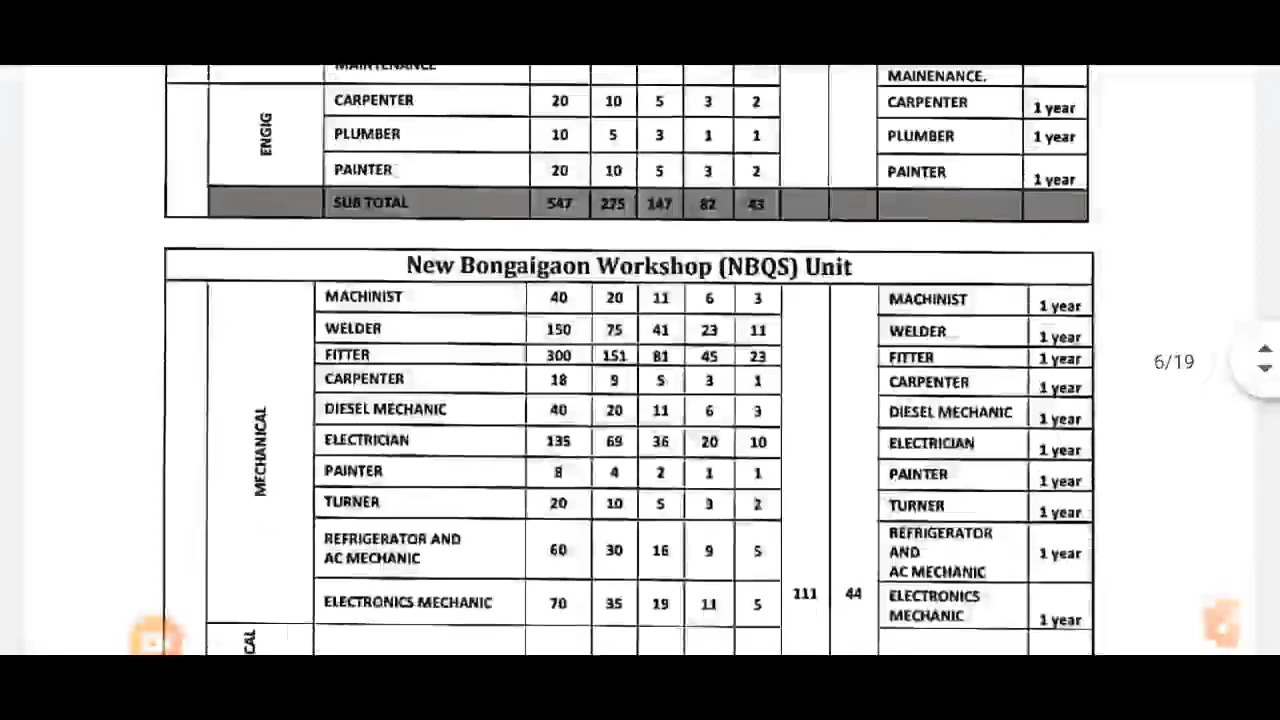 MAINTENANCE MAINENANCE.
ENGIG
CARPENTER 20 10 5 3 2 CARPENTER 1 year
PLUMBER 10 5 3 1 1 PLUMBER 1 year
PAINTER 20 10 5 3 2 PAINTER 1 year
SUB TOTAL 547 275 147 82 43
New Bongaigaon Workshop (NBQS) Unit
MECHANICAL
MACHINIST 40 20 11 6 3 MACHINIST 1 year
WELDER 150 75 41 23 11 WELDER 1 year
FITTER 300 151 81 45 23 FITTER 1 year
CARPENTER 18 9 5 3 1 CARPENTER 1 year
DIESEL MECHANIC 40 20 11 6 3 DIESEL MECHANIC 1 year
ELECTRICIAN 135 69 36 20 10 ELECTRICIAN 1 year
PAINTER 8 4 2 1 1 PAINTER 1 year
TURNER 20 10 5 3 2 TURNER 1 year
REFRIGERATOR AND
AC MECHANIC 60 30 16 9 5
REFRIGERATOR
AND
AC MECHANIC 1 year
ELECTRONICS MECHANIC 70 35 19 11 5 111 44
ELECTRONICS
MECHANIC 1 year
CAL
6/19